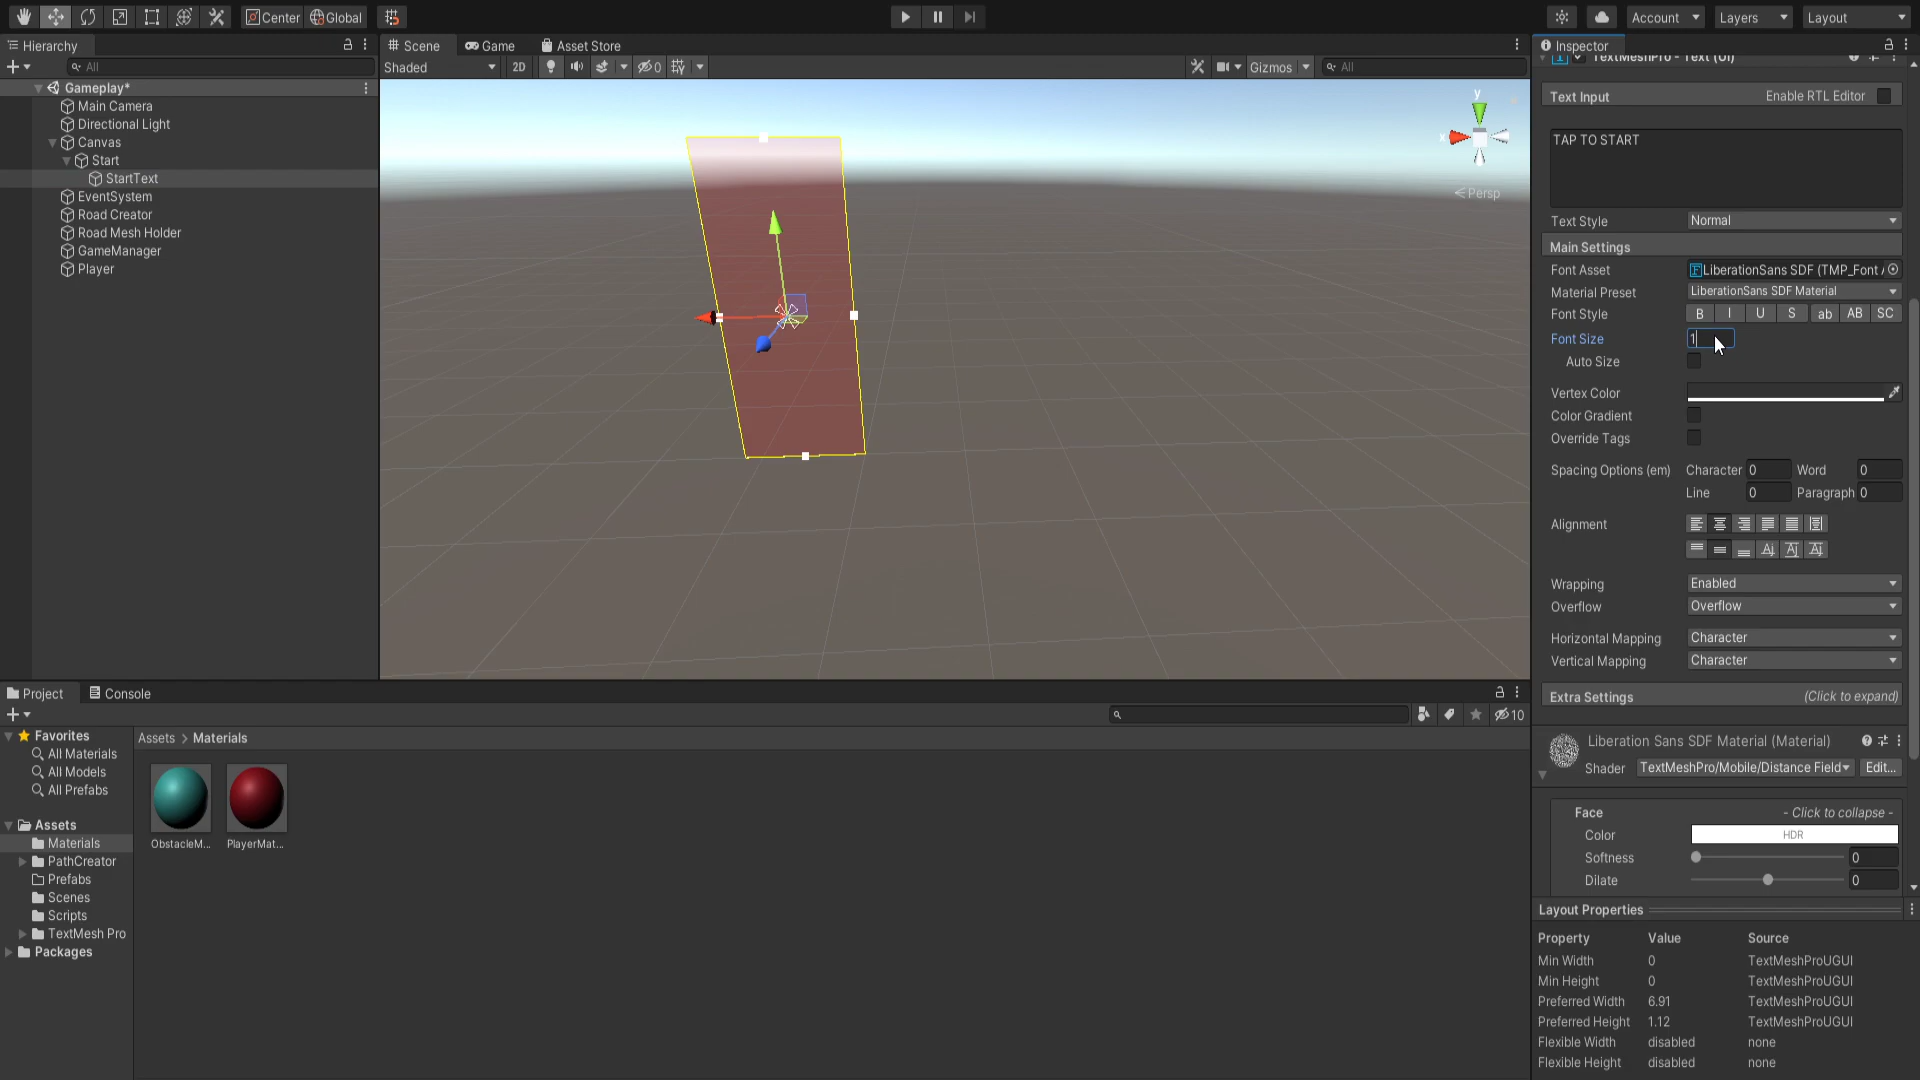 Center
Global
Account
Layers
Layout
Hierarchy
All
Gameplay*
Main Camera
Directional Light
Canvas
Start
StartText
EventSystem
Road Creator
Road Mesh Holder
GameManager
Player
Scene
Game
Asset Store
Shaded
2D
0
Gizmos
All
y
x
Persp
Inspector
TextMeshPro - Text (UI)
Text Input
Enable RTL Editor
TAP TO START
Text Style
Normal
Main Settings
Font Asset
LiberationSans SDF (TMP_Font A
Material Preset
LiberationSans SDF Material
Font Style
B I U S ab AB SC
Font Size
1
Auto Size
Vertex Color
Color Gradient
Override Tags
Spacing Options (em)
Character 0 Word 0
Line 0 Paragraph 0
Alignment
Wrapping
Enabled
Overflow
Overflow
Horizontal Mapping
Character
Vertical Mapping
Character
Extra Settings
(Click to expand)
Liberation Sans SDF Material (Material)
Shader
TextMeshPro/Mobile/Distance Field
Edit...
Face
- Click to collapse -
Color
HDR
Softness
0
Dilate
0
Layout Properties
Property Value Source
Min Width 0 TextMeshProUGUI
Min Height 0 TextMeshProUGUI
Preferred Width 6.91 TextMeshProUGUI
Preferred Height 1.12 TextMeshProUGUI
Flexible Width disabled none
Flexible Height disabled none
Project
Console
10
Favorites
All Materials
All Models
All Prefabs
Assets
Materials
PathCreator
Prefabs
Scenes
Scripts
TextMesh Pro
Packages
Assets > Materials
ObstacleM...
PlayerMat...